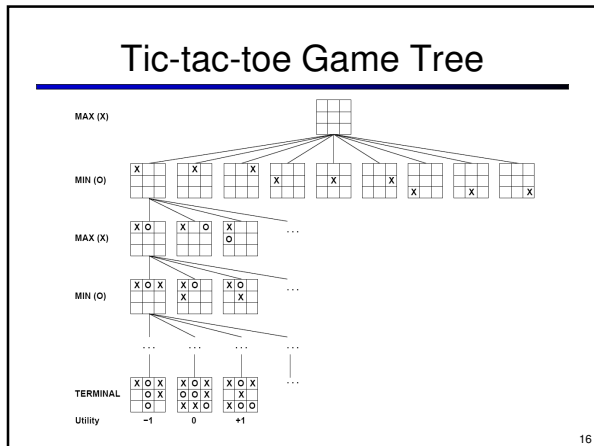 Tic-tac-toe Game Tree
MAX (X)
MIN (O)
X X X X X X X X X
MAX (X)
X O X O X
O
...
MIN (O)
X O X X O X O
X X
...
... ... ... ...
TERMINAL
X O X X O X X O X
O X O O X X
O X X O X O O
...
Utility −1 0 +1
16